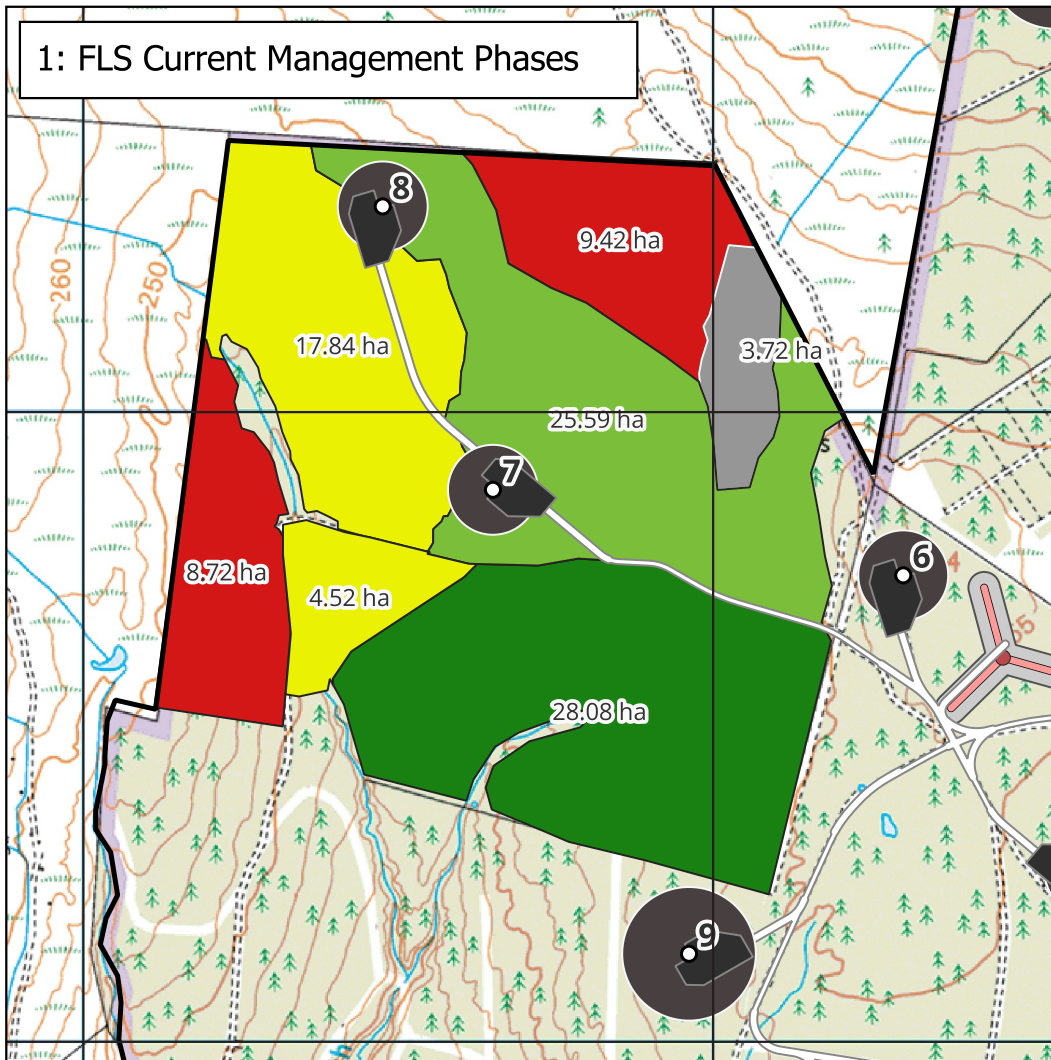 1: FLS Current Management Phases
8
9.42 ha
260
250
17.84 ha
3.72 ha
25.59 ha
7
6
8.72 ha
4.52 ha
28.08 ha
9